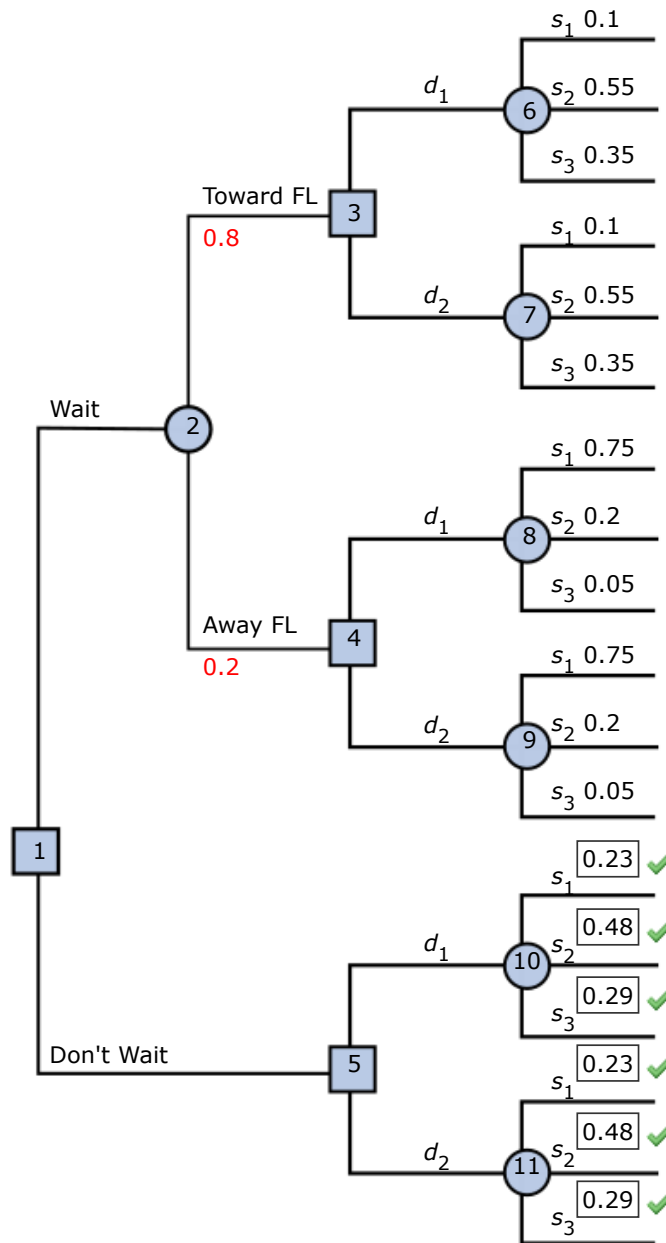 s1 0.1
d1
6
s2 0.55
s3 0.35
Toward FL
3
0.8
s1 0.1
d2
7
s2 0.55
s3 0.35
Wait
2
s1 0.75
d1
8
s2 0.2
s3 0.05
Away FL
4
0.2
s1 0.75
d2
9
s2 0.2
s3 0.05
1
s1 0.23
d1
10
s2 0.48
s3 0.29
Don't Wait
5
s1 0.23
d2
11
s2 0.48
s3 0.29